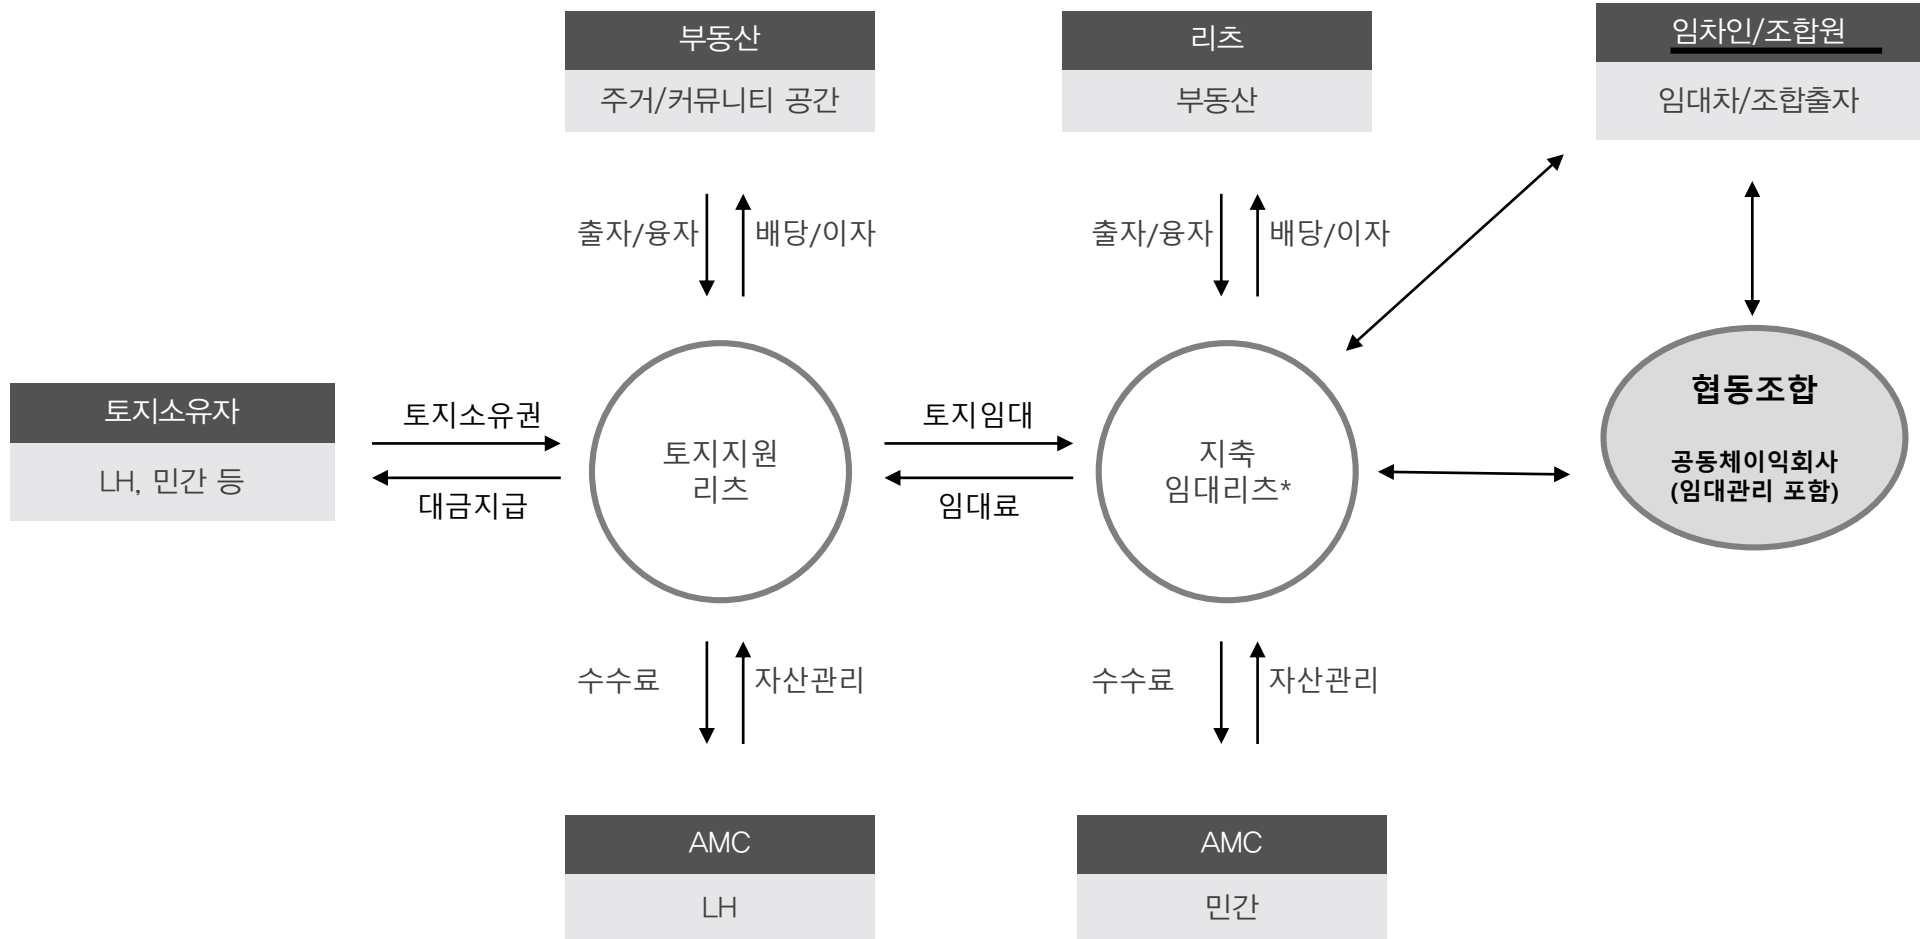 부동산
주거/커뮤니티 공간
리츠
부동산
임차인/조합원
임대차/조합출자
출자/융자
배당/이자
출자/융자
배당/이자
토지소유자
LH, 민간 등
토지소유권
대금지급
토지지원
리츠
토지임대
임대료
지축
임대리츠*
협동조합
공동체이익회사
(임대관리 포함)
수수료
자산관리
수수료
자산관리
AMC
LH
AMC
민간